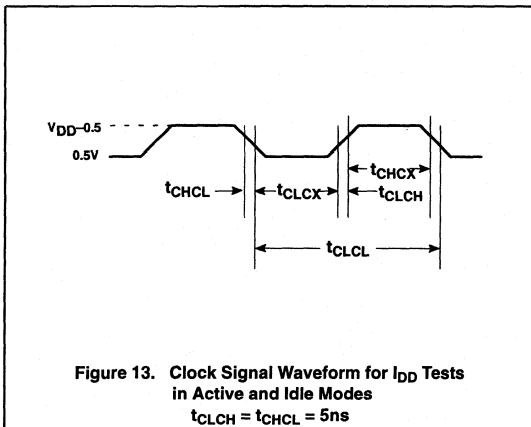 VDD–0.5
0.5V
tCHCX
tCHCL
tCLCX
tCLCH
tCLCL
Figure 13. Clock Signal Waveform for IDD Tests
in Active and Idle Modes
tCLCH = tCHCL = 5ns